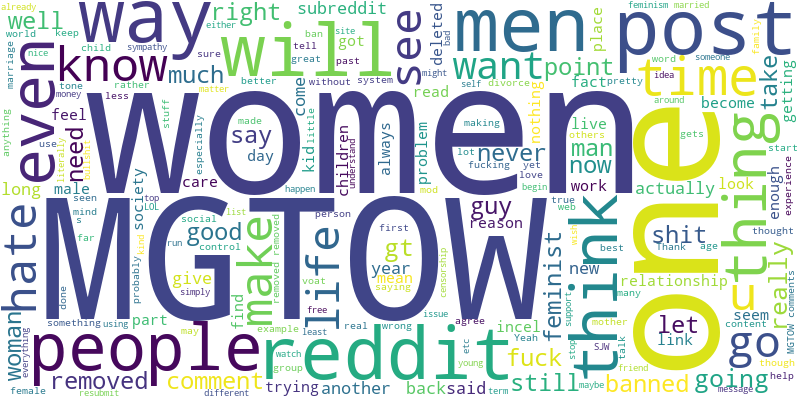 already
site
either
feminism
married
world
keep
ban
nice
child
sympathy
way
right
subreddit
deleted
men
post
well
marriage
tone
rather
sure
tell
great
past
place
word
someone
bad
see
got
family
even
know
will
better
might
self
divorce
idea
money
less
matter
much
without
system
want
point
fact
pretty
time
take
anything
stuff
come
read
nothing
around
become
getting
feel
made
women
making
others
gets
need
say
always
lot
live
use
day
kid
little
problem
fucking
yet
never
man
start
literally
bullshit
especially
children
understand
love
now
enough
long
male
care
happen
mod
begin
work
actually
look
experience
hate
seen
society
top
LOL
guy
true
web
one
thing
mind
s
MGTOW
reason
think
best
Thank
age
thought
social
list
person
first
wish
shit
really
far
kind
run
good
life
gt
year
feminist
new
relationship
u
probably
control
removed removed
mean
saying
censorship
support
many
seem
done
simply
give
make
voat
free
issue
mother
let
content
woman
may
find
real
wrong
agree
incel
stop
talk
link
go
MGTOW comments
something
using
part
example
least
Yeah
though
everything
people
reddit
fuck
SJW
friend
message
help
removed
comment
watch
etc
young
still
banned
going
female
resubmit
different
trying
group
another
back
said
term
maybe